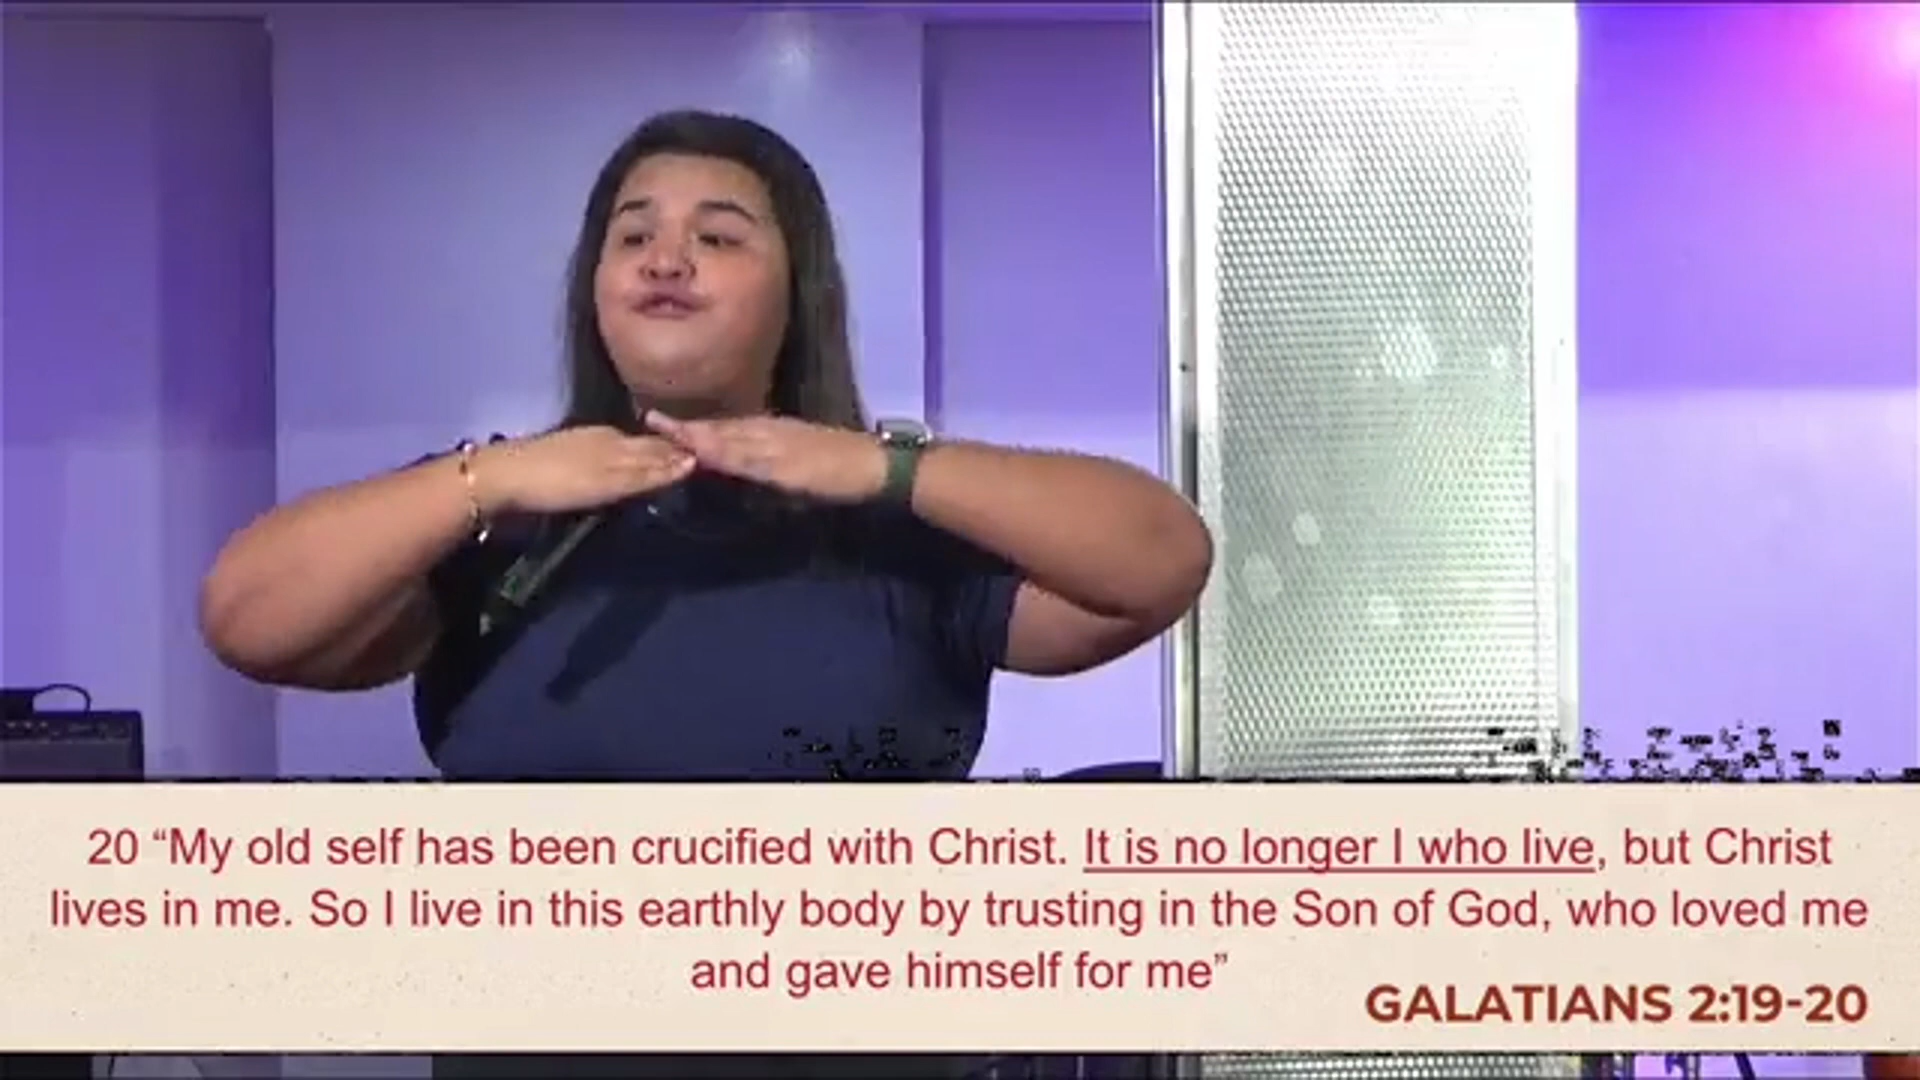 20 “My old self has been crucified with Christ. It is no longer I who live, but Christ
lives in me. So I live in this earthly body by trusting in the Son of God, who loved me
and gave himself for me”
GALATIANS 2:19-20